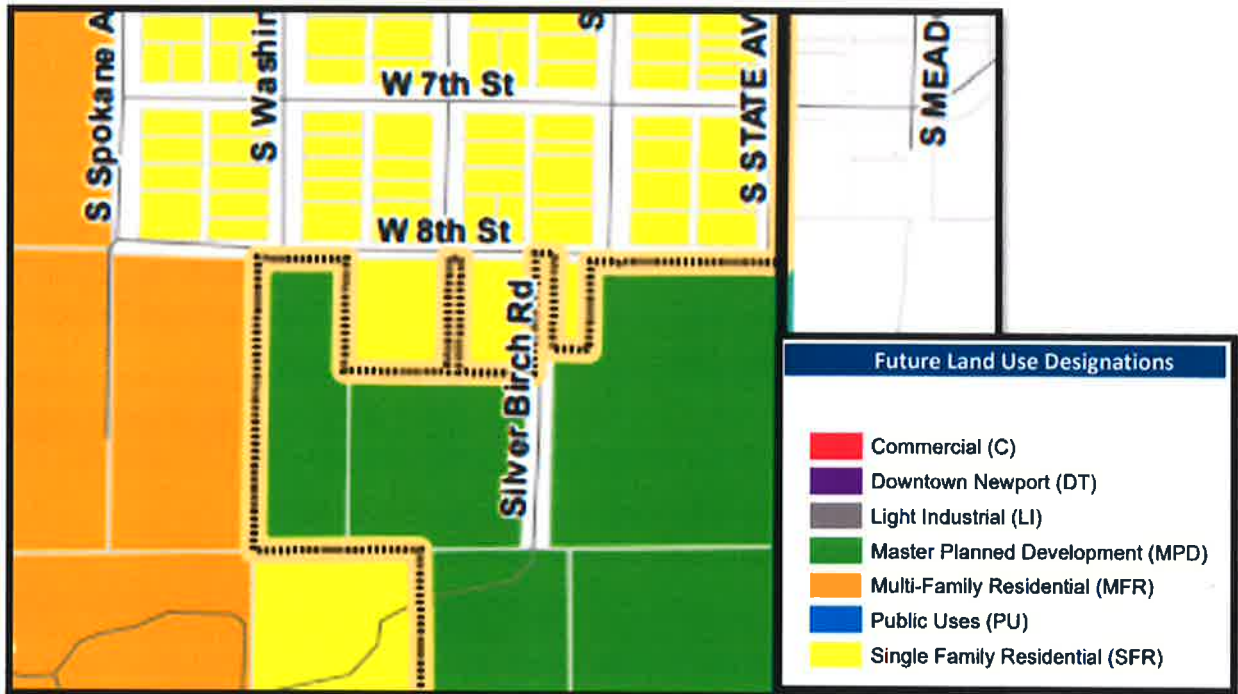 S Spokane A
S Washin
S
S STATE AV
S MEAD
W 7th St
W 8th St
Silver Birch Rd
Future Land Use Designations
Commercial (C)
Downtown Newport (DT)
Light Industrial (LI)
Master Planned Development (MPD)
Multi-Family Residential (MFR)
Public Uses (PU)
Single Family Residential (SFR)